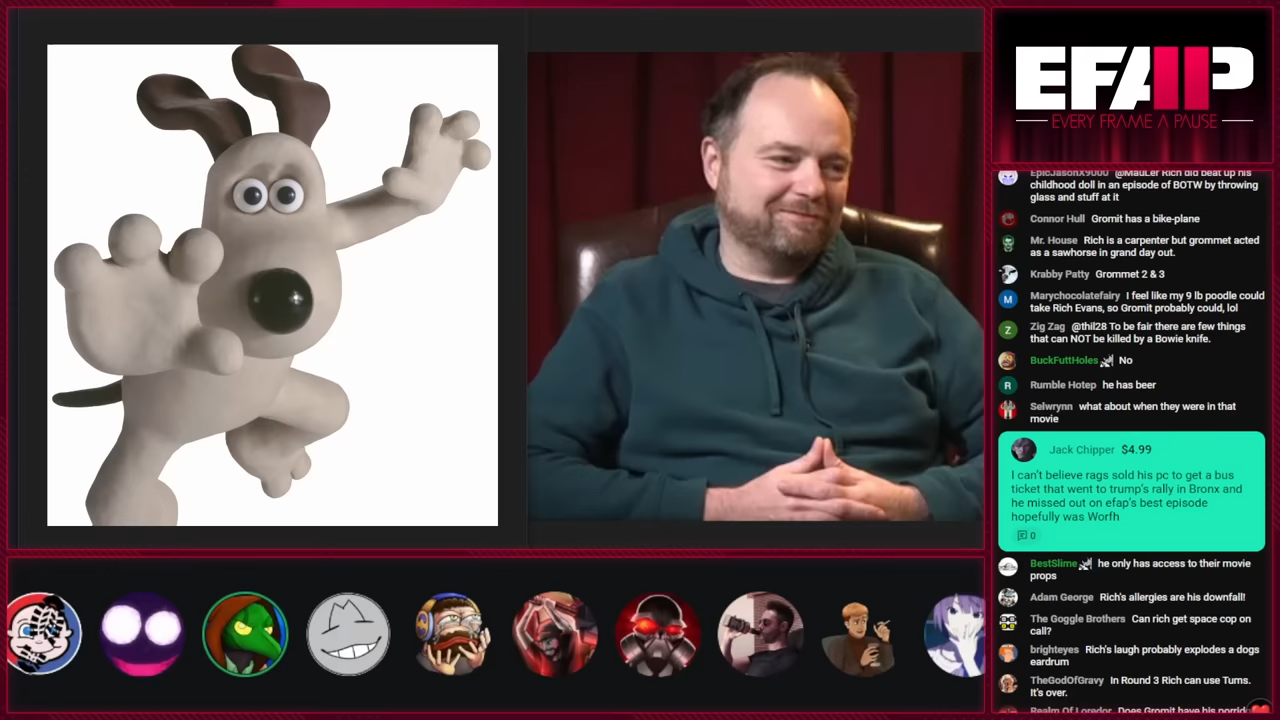 EFAP
EVERY FRAME A PAUSE
EpicJasonX9000 @MauLer Rich did beat up his
childhood doll in an episode of BOTW by throwing
glass and stuff at it
Connor Hull Gromit has a bike-plane
Mr. House Rich is a carpenter but grommet acted
as a sawhorse in grand day out.
Krabby Patty Grommet 2 & 3
M
Marychocolatefairy I feel like my 9 lb poodle could
take Rich Evans, so Gromit probably could, lol
Z
Zig Zag @thil28 To be fair there are few things
that can NOT be killed by a Bowie knife.
BuckFuttHoles No
R
Rumble Hotep he has beer
Selwrynn what about when they were in that
movie
Jack Chipper $4.99
I can't believe rags sold his pc to get a bus
ticket that went to trump's rally in Bronx and
he missed out on efap's best episode
hopefully was Worfh
0
BestSlime he only has access to their movie
props
Adam George Rich's allergies are his downfall!
The Goggle Brothers Can rich get space cop on
call?
brighteyes Rich's laugh probably explodes a dogs
eardrum
TheGodOfGravy In Round 3 Rich can use Tums.
It's over.
Realm Of Loredor Does Gromit have his